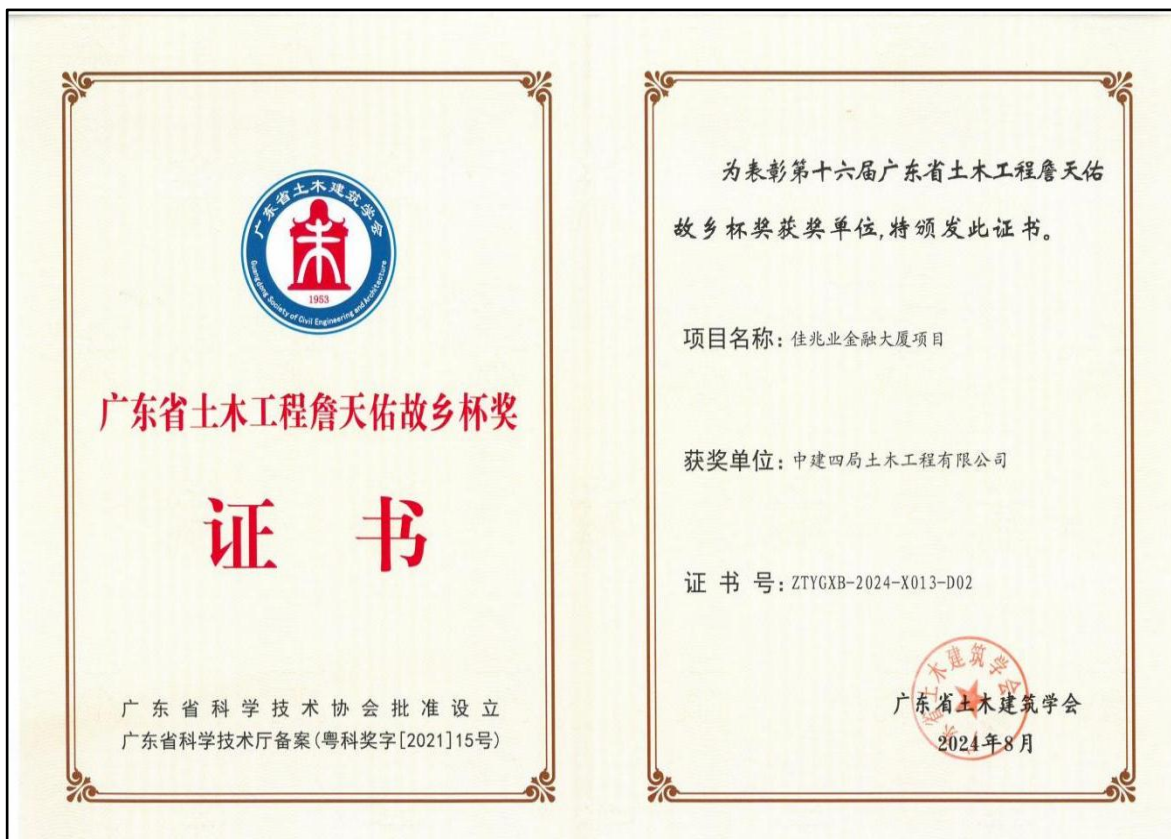 广东省土木建筑学会
1953
Guangdong Society of Civil Engineering and Architecture
广东省土木工程詹天佑故乡杯奖
证 书
广东省科学技术协会批准设立
广东省科学技术厅备案(粤科奖字[2021]15号)
为表彰第十六届广东省土木工程詹天佑
故乡杯奖获奖单位,特颁发此证书。
项目名称:佳兆业金融大厦项目
获奖单位:中建四局土木工程有限公司
证 书 号:ZTYGXB-2024-X013-D02
广东省土木建筑学会
广东省土木建筑学会
2024年8月